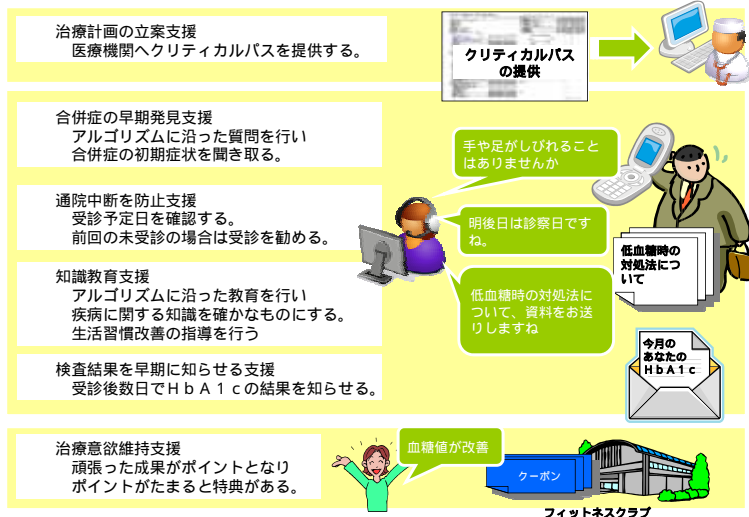 治療計画の立案支援
医療機関へクリティカルパスを提供する。
クリティカルパス
の提供
合併症の早期発見支援
アルゴリズムに沿った質問を行い
合併症の初期症状を聞き取る。
手や足がしびれること
はありませんか
通院中断を防止支援
受診予定日を確認する。
前回の未受診の場合は受診を勧める。
明後日は診察日です
ね。
低血糖時の
対処法につ
いて
知識教育支援
アルゴリズムに沿った教育を行い
疾病に関する知識を確かなものにする。
生活習慣改善の指導を行う
低血糖時の対処法に
ついて、資料をお送
りしますね
検査結果を早期に知らせる支援
受診後数日でＨｂＡ１ｃの結果を知らせる。
今月の
あなたの
ＨｂＡ１ｃ
治療意欲維持支援
頑張った成果がポイントとなり
ポイントがたまると特典がある。
血糖値が改善
クーポン
フィットネスクラブ